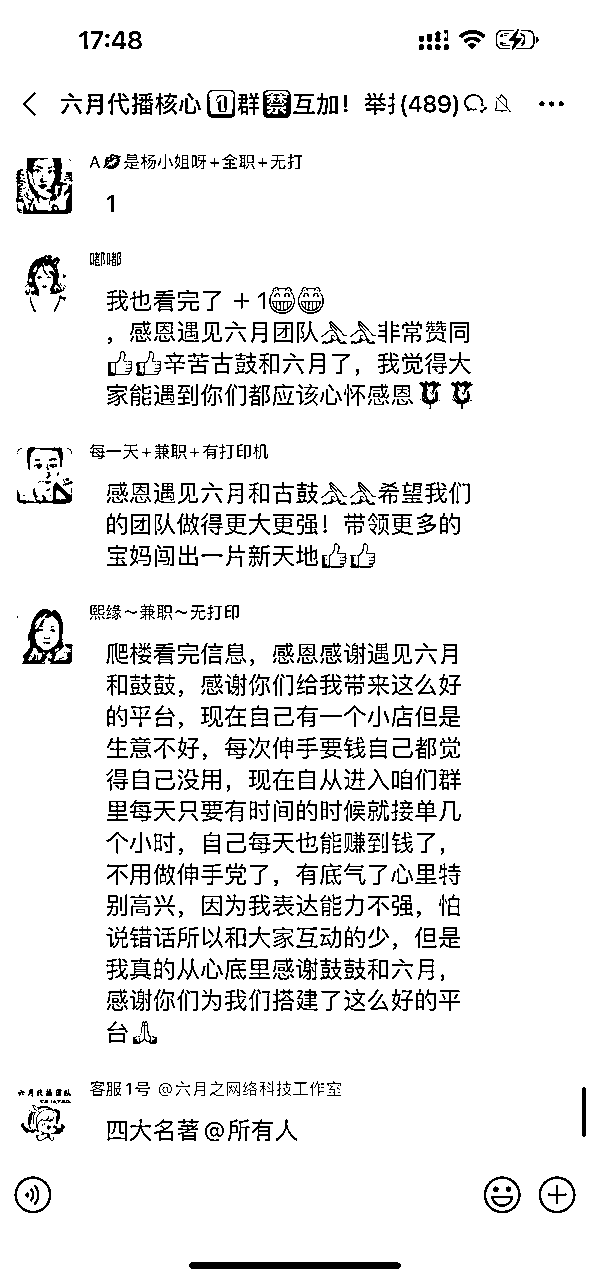 17:48
六月代播核心1群禁互加！举扌(489)
A💋是杨小姐呀+全职+无打
1
嘟嘟
我也看完了 + 1😁😁
，感恩遇见六月团队🙏🙏非常赞同
👍👍辛苦古鼓和六月了，我觉得大
家能遇到你们都应该心怀感恩🌹🌹
每一天+兼职+有打印机
感恩遇见六月和古鼓🙏🙏希望我们
的团队做得更大更强！带领更多的
宝妈闯出一片新天地👍👍
熙缘～兼职～无打印
爬楼看完信息，感恩感谢遇见六月
和鼓鼓，感谢你们给我带来这么好
的平台，现在自己有一个小店但是
生意不好，每次伸手要钱自己都觉
得自己没用，现在自从进入咱们群
里每天只要有时间的时候就接单几
个小时，自己每天也能赚到钱了，
不用做伸手党了，有底气了心里特
别高兴，因为我表达能力不强，怕
说错话所以和大家互动的少，但是
我真的从心底里感谢鼓鼓和六月，
感谢你们为我们搭建了这么好的平
台🙏
六月代播团队
客服1号 @六月之网络科技工作室
四大名著@所有人